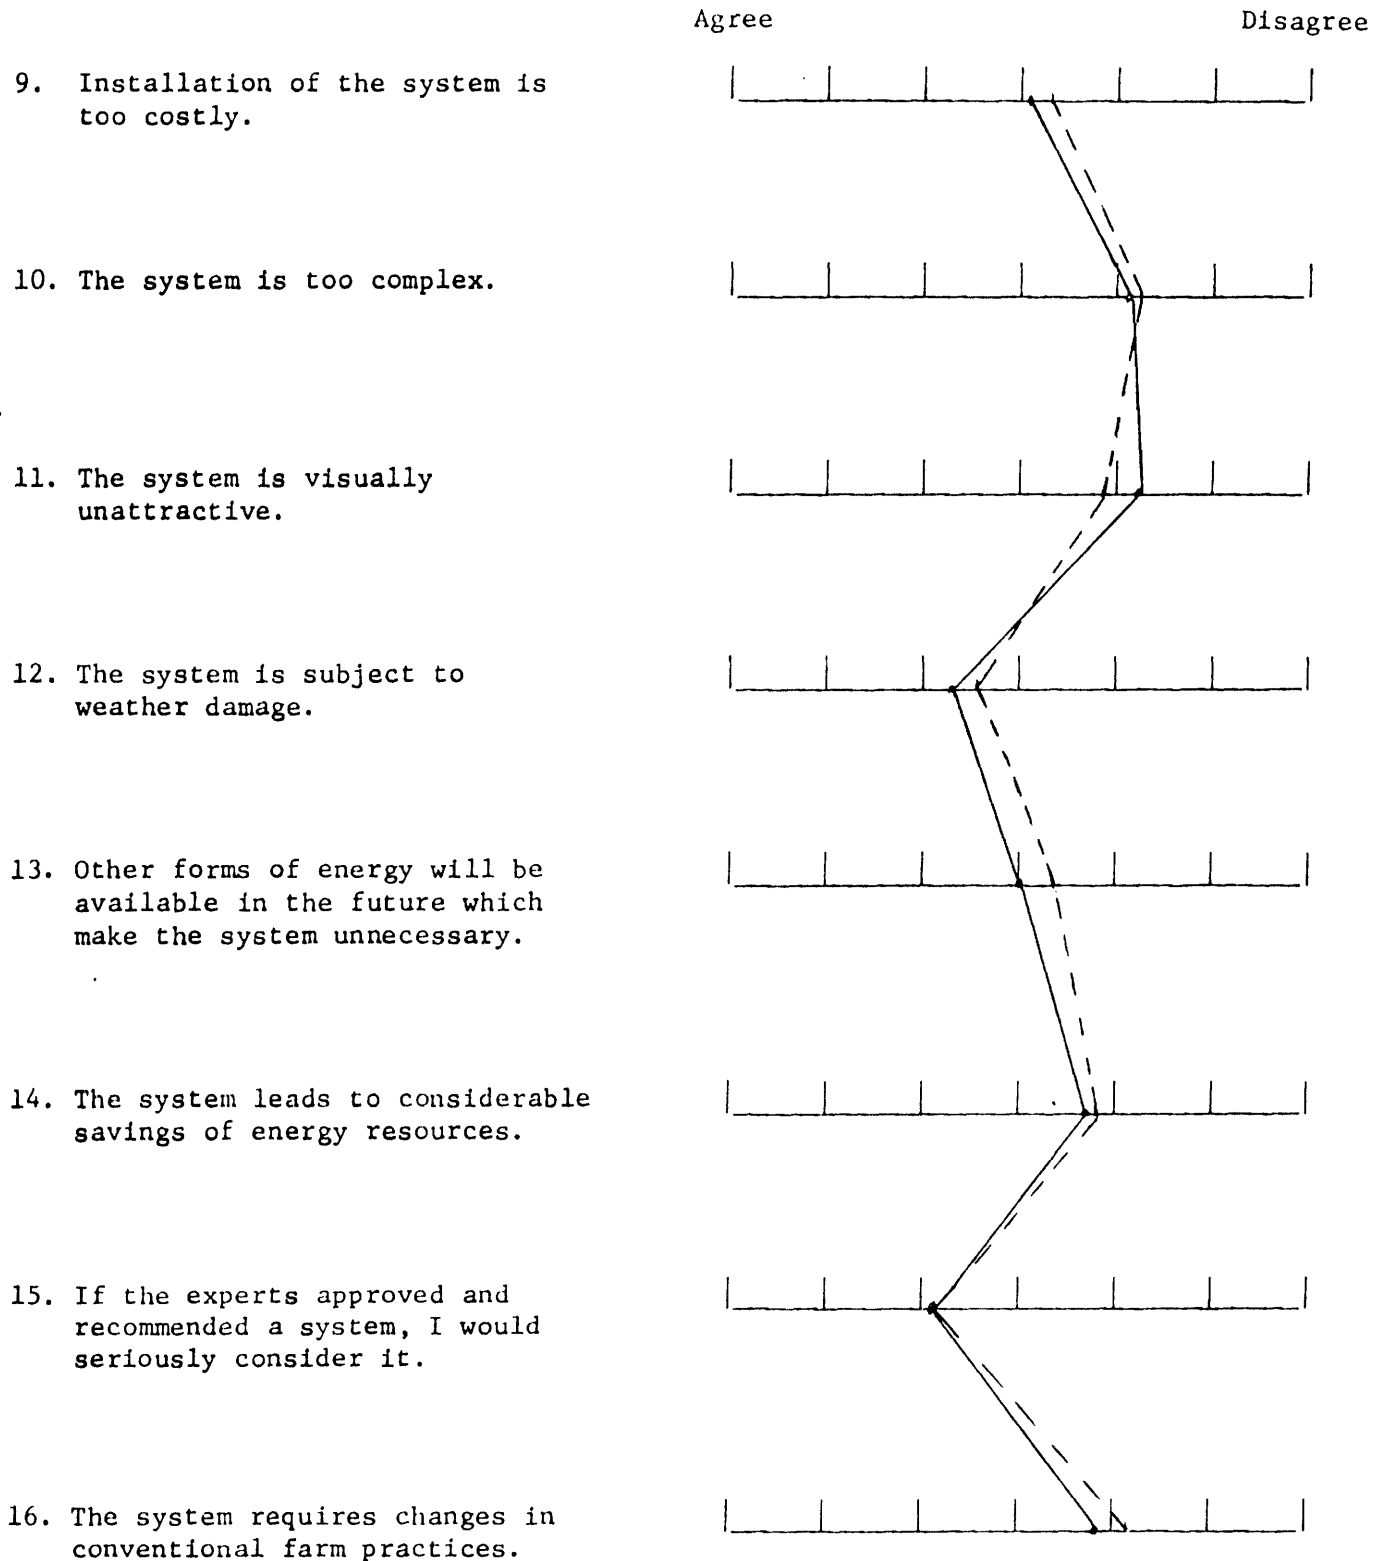 Agree Disagree
9. Installation of the system is
too costly.
10. The system is too complex.
11. The system is visually
unattractive.
12. The system is subject to
weather damage.
13. Other forms of energy will be
available in the future which
make the system unnecessary.
14. The system leads to considerable
savings of energy resources.
15. If the experts approved and
recommended a system, I would
seriously consider it.
16. The system requires changes in
conventional farm practices.